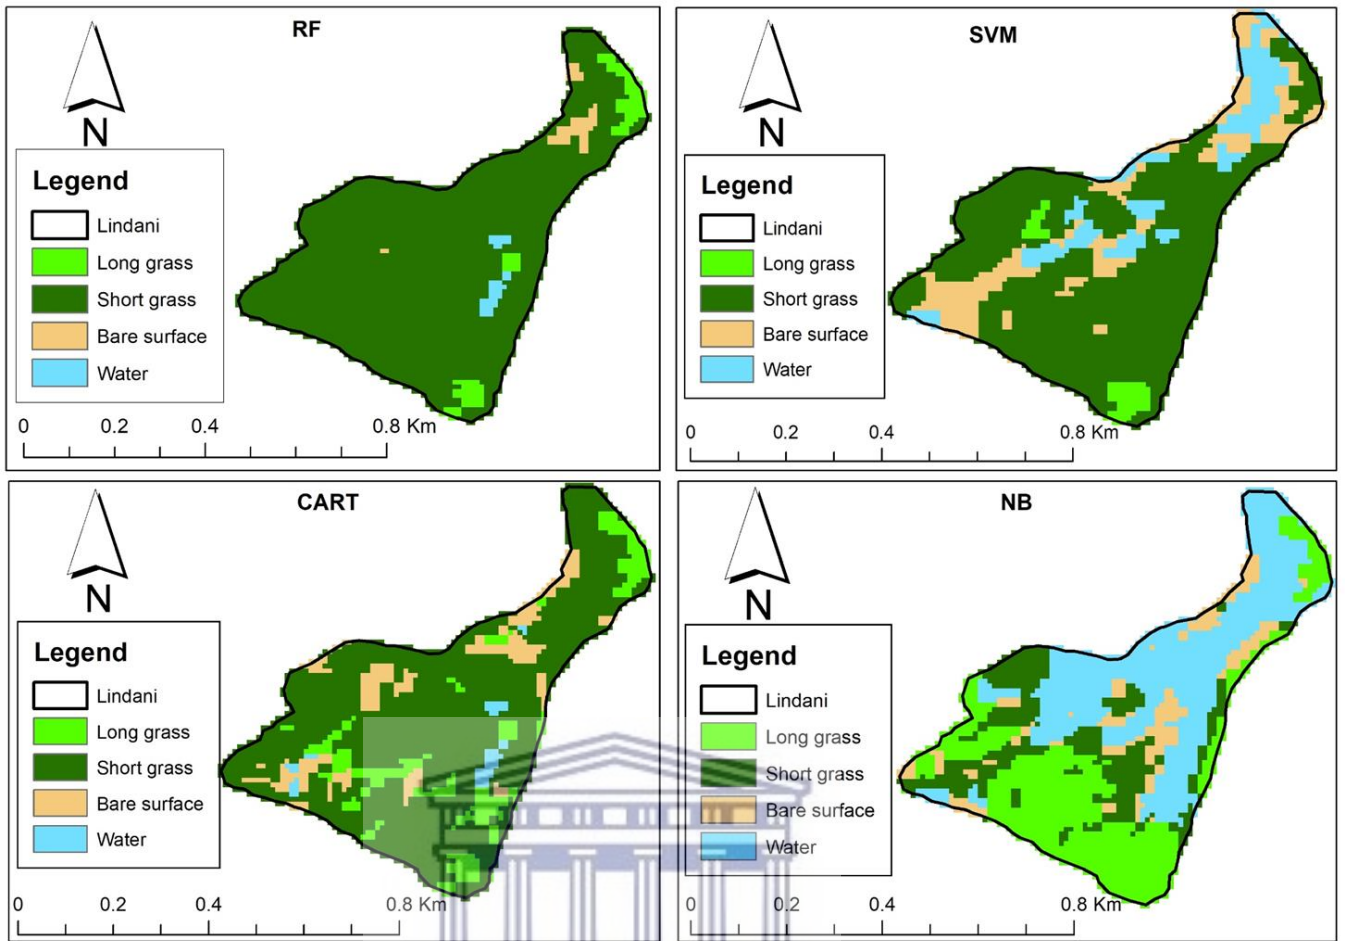 RF
N
Legend
Lindani
Long grass
Short grass
Bare surface
Water
0 0.2 0.4 0.8 Km
SVM
N
Legend
Lindani
Long grass
Short grass
Bare surface
Water
0 0.2 0.4 0.8 Km
CART
N
Legend
Lindani
Long grass
Short grass
Bare surface
Water
0 0.2 0.4 0.8 Km
NB
N
Legend
Lindani
Long grass
Short grass
Bare surface
Water
0 0.2 0.4 0.8 Km